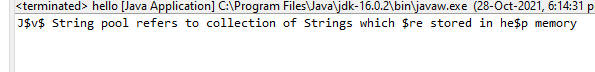 <terminated> hello [Java Application] C:\Program Files\Java\jdk-16.0.2\bin\javaw.exe (28-Oct-2021, 6:14:31 p
J$v$ String pool refers to collection of Strings which $re stored in he$p memory